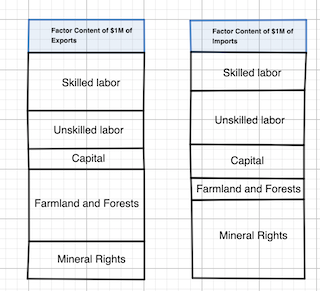 Factor Content of $1M of
Exports
Skilled labor
Unskilled labor
Capital
Farmland and Forests
Mineral Rights
Factor Content of $1M of
Imports
Skilled labor
Unskilled labor
Capital
Farmland and Forests
Mineral Rights